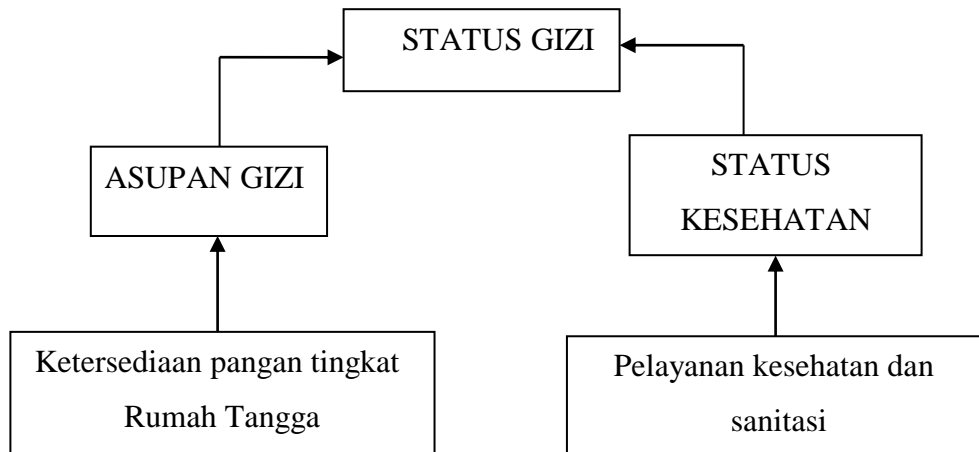 STATUS GIZI
ASUPAN GIZI
STATUS
KESEHATAN
Ketersediaan pangan tingkat
Rumah Tangga
Pelayanan kesehatan dan
sanitasi